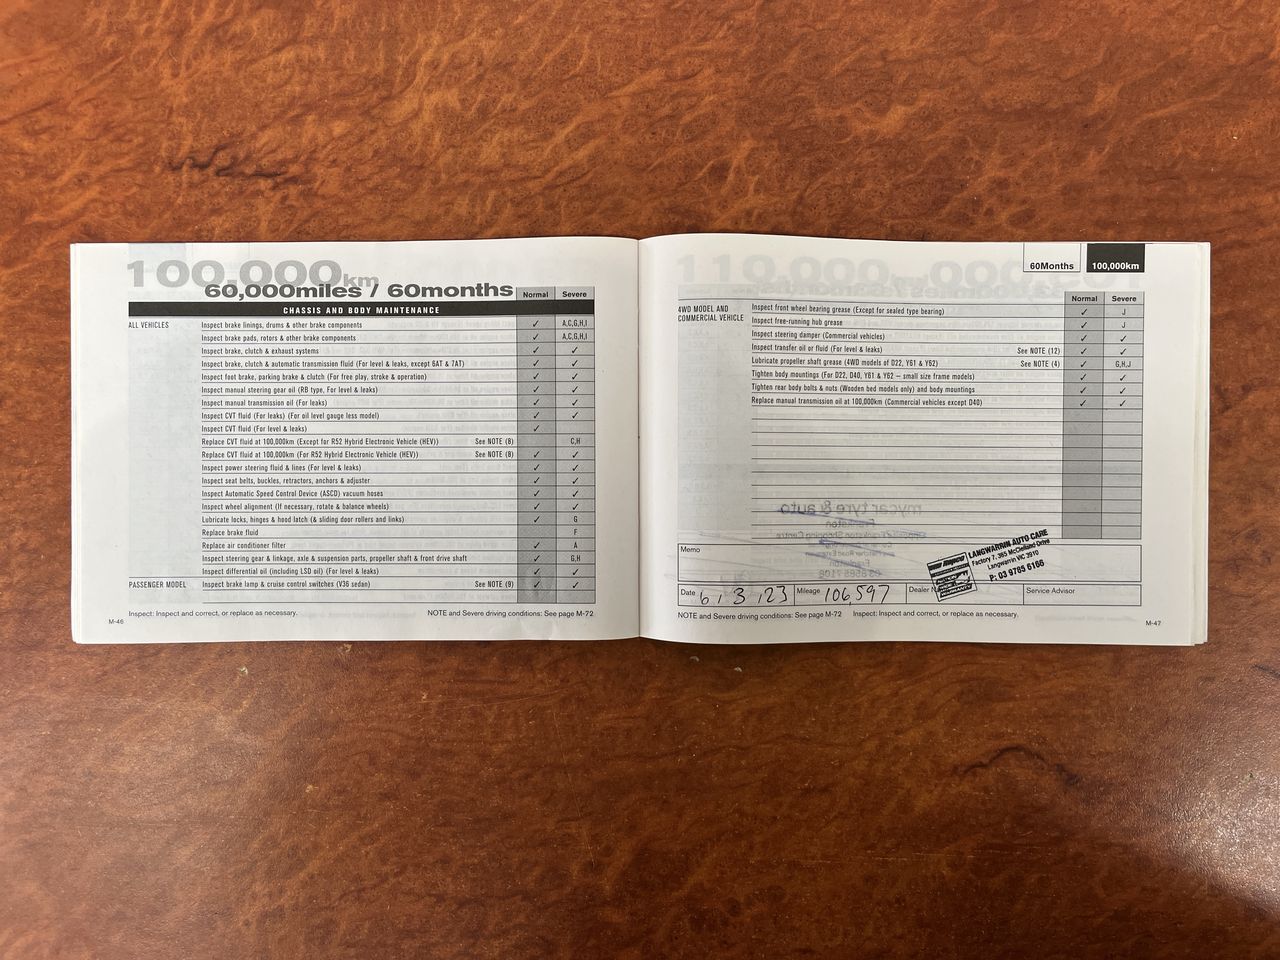 100,000km
60,000miles / 60months
Normal Severe
CHASSIS AND BODY MAINTENANCE
ALL VEHICLES Inspect brake linings, drums & other brake components ✓ A,C,G,H,I
Inspect brake pads, rotors & other brake components ✓ A,C,G,H,I
Inspect brake, clutch & exhaust systems ✓ ✓
Inspect brake, clutch & automatic transmission fluid (For level & leaks, except 6AT & 7AT) ✓ ✓
Inspect foot brake, parking brake & clutch (For free play, stroke & operation) ✓ ✓
Inspect manual steering gear oil (RB type, For level & leaks) ✓ ✓
Inspect manual transmission oil (For leaks) ✓ ✓
Inspect CVT fluid (For leaks) (For oil level gauge less model) ✓ ✓
Inspect CVT fluid (For level & leaks) ✓
Replace CVT fluid at 100,000km (Except for R52 Hybrid Electronic Vehicle (HEV)) See NOTE (8) C,H
Replace CVT fluid at 100,000km (For R52 Hybrid Electronic Vehicle (HEV)) See NOTE (8) ✓ ✓
Inspect power steering fluid & lines (For level & leaks) ✓ ✓
Inspect seat belts, buckles, retractors, anchors & adjuster ✓ ✓
Inspect Automatic Speed Control Device (ASCD) vacuum hoses ✓ ✓
Inspect wheel alignment (If necessary, rotate & balance wheels) ✓ ✓
Lubricate locks, hinges & hood latch (& sliding door rollers and links) ✓ G
Replace brake fluid F
Replace air conditioner filter ✓ A
Inspect steering gear & linkage, axle & suspension parts, propeller shaft & front drive shaft ✓ G,H
Inspect differential oil (including LSD oil) (For level & leaks) ✓ ✓
PASSENGER MODEL Inspect brake lamp & cruise control switches (V36 sedan) See NOTE (9) ✓ ✓
Inspect: Inspect and correct, or replace as necessary. NOTE and Severe driving conditions: See page M-72
M-46
60Months 100,000km
Normal Severe
4WD MODEL AND
COMMERCIAL VEHICLE
Inspect front wheel bearing grease (Except for sealed type bearing) ✓ J
Inspect free-running hub grease ✓ J
Inspect steering damper (Commercial vehicles) ✓ ✓
Inspect transfer oil or fluid (For level & leaks) See NOTE (12) ✓ ✓
Lubricate propeller shaft grease (4WD models of D22, Y61 & Y62) See NOTE (4) ✓ G,H,J
Tighten body mountings (For D22, D40, Y61 & Y62 – small size frame models) ✓ ✓
Tighten rear body bolts & nuts (Wooden bed models only) and body mountings ✓ ✓
Replace manual transmission oil at 100,000km (Commercial vehicles except D40) ✓ ✓
Memo
LANGWARRIN AUTO CARE
Factory 7, 365 McClelland Drive
Langwarrin VIC 3910
P: 03 9785 6166
Date 6, 3, 23 Mileage 106,597 Dealer Service Advisor
NOTE and Severe driving conditions: See page M-72 Inspect: Inspect and correct, or replace as necessary.
M-47